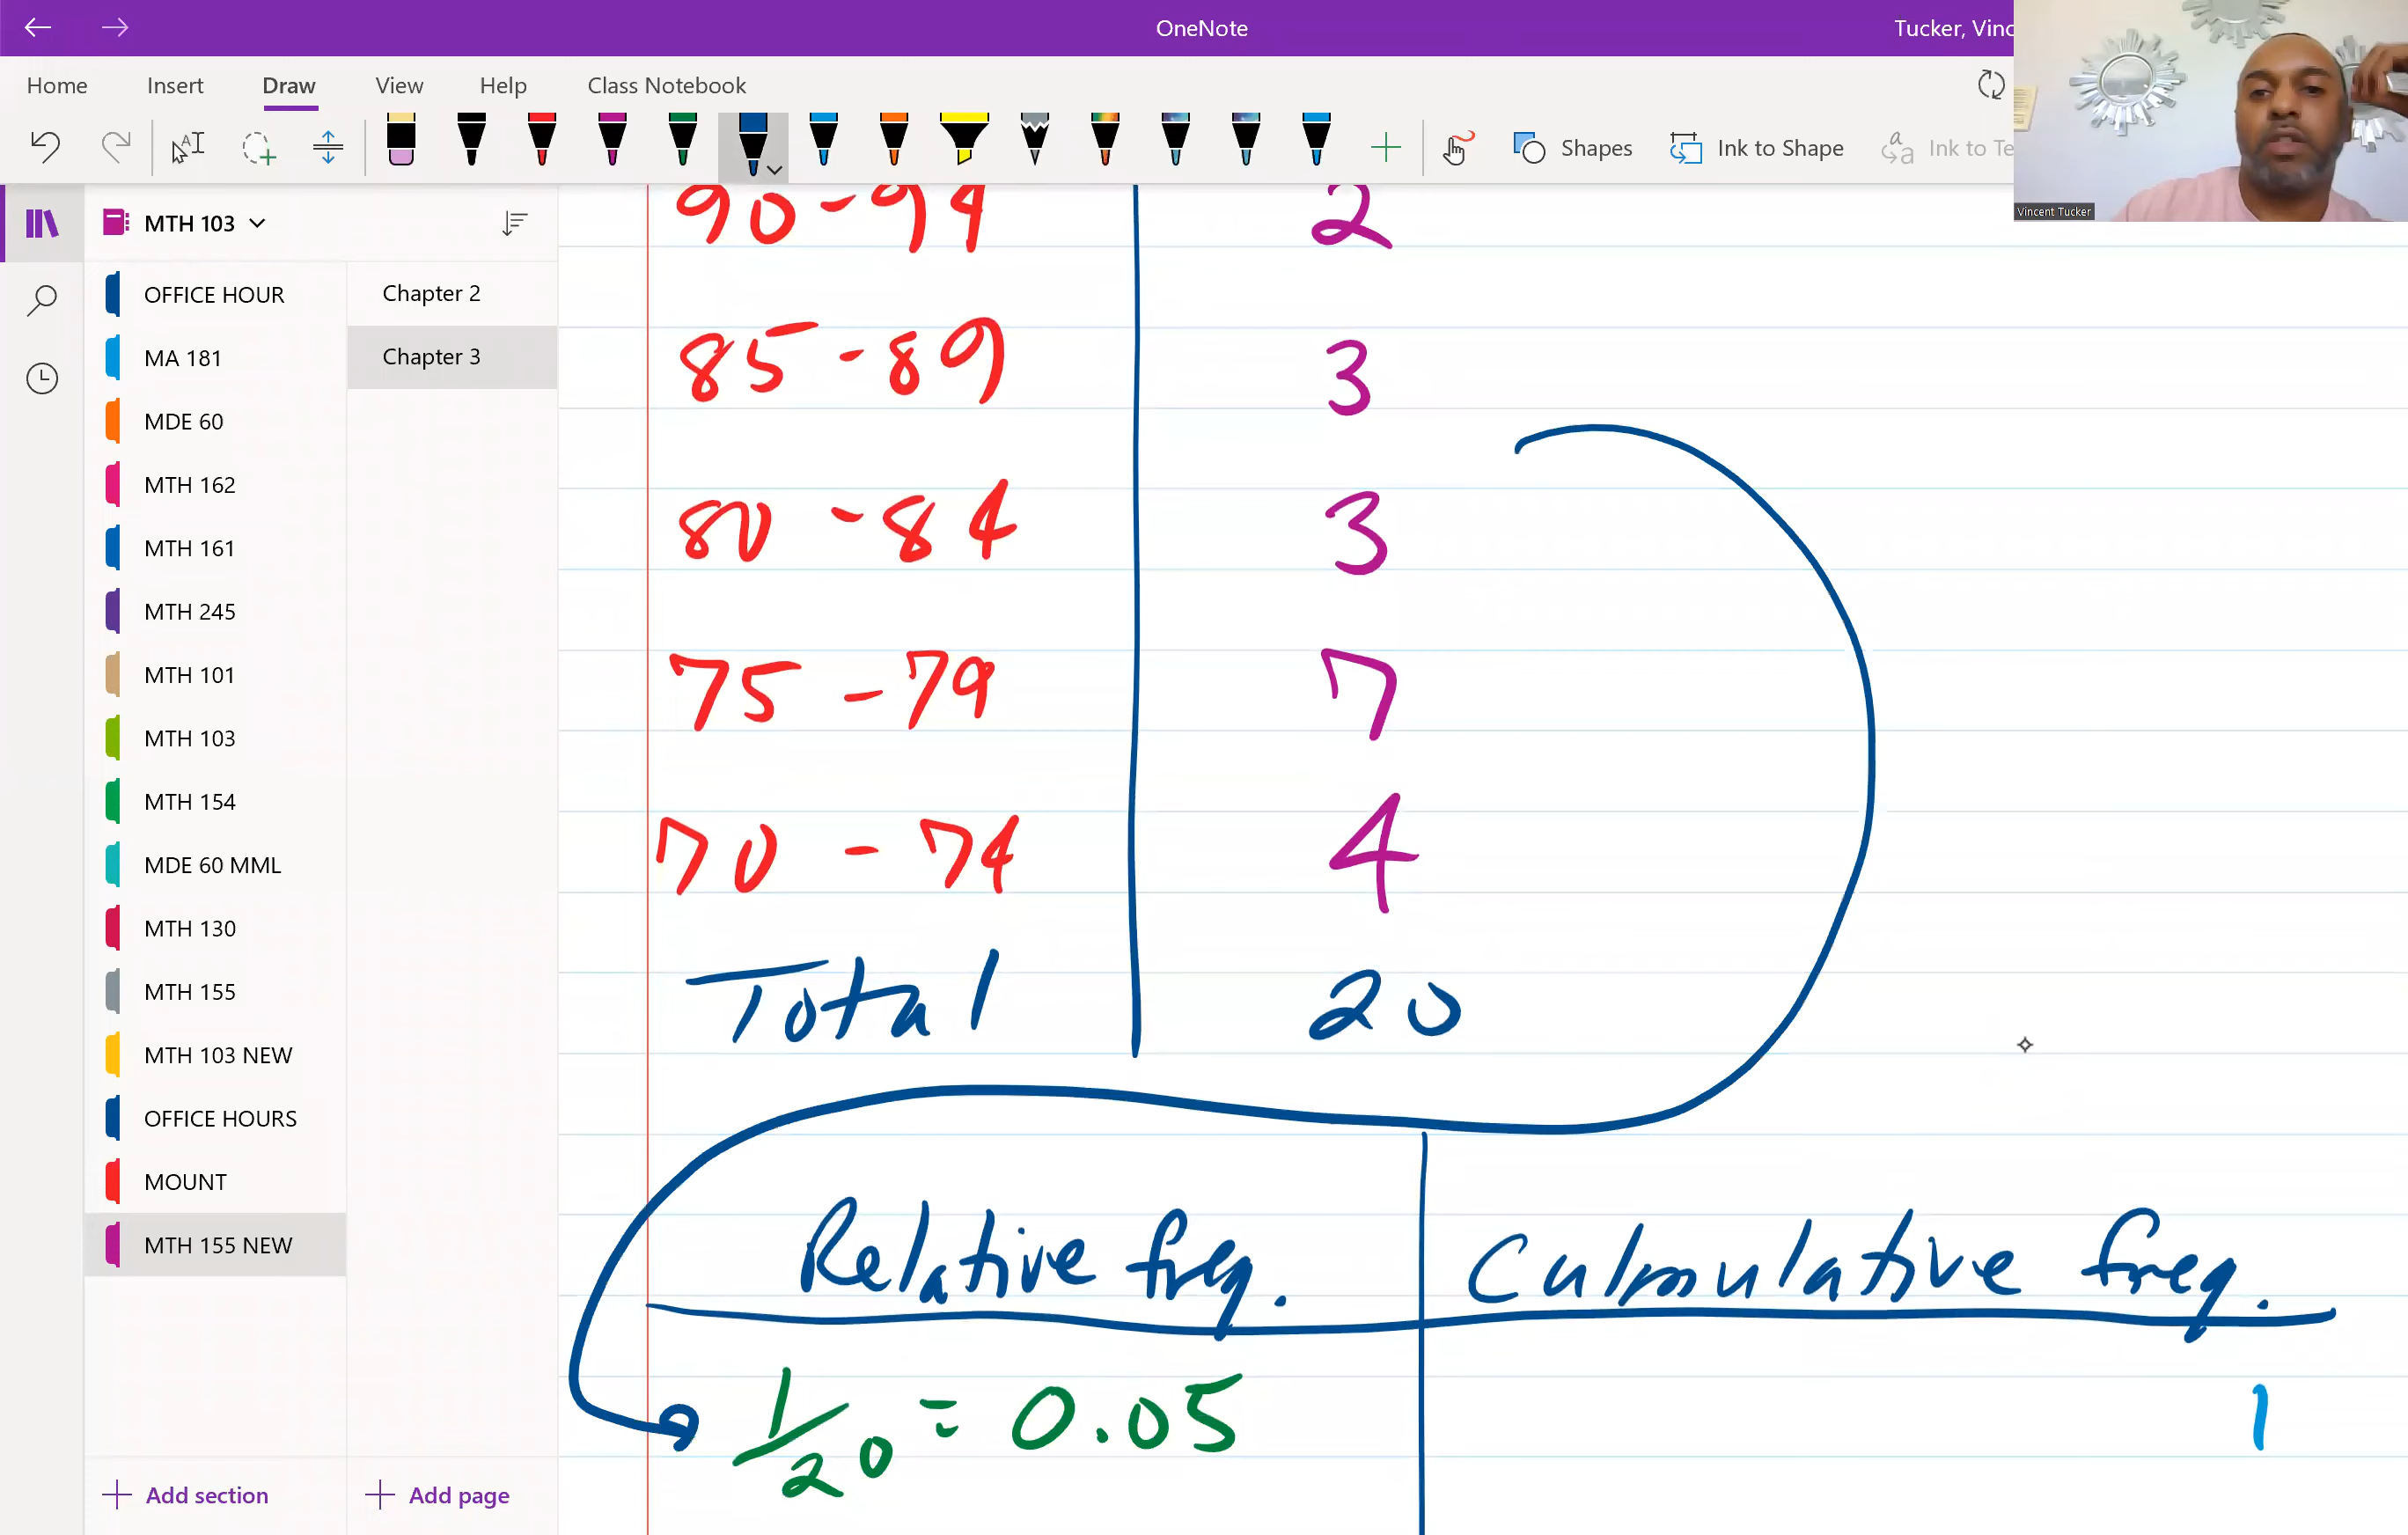 OneNote
Tucker, Vinc
Home Insert Draw View Help Class Notebook
Shapes Ink to Shape Ink to Te
Vincent Tucker
MTH 103
OFFICE HOUR
MA 181
MDE 60
MTH 162
MTH 161
MTH 245
MTH 101
MTH 103
MTH 154
MDE 60 MML
MTH 130
MTH 155
MTH 103 NEW
OFFICE HOURS
MOUNT
MTH 155 NEW
Add section
Chapter 2
Chapter 3
Add page
90 - 94 2
85 - 89 3
80 - 84 3
75 - 79 7
70 - 74 4
Total 20
Relative freq. Culmulative freq.
1/20 = 0.05 1